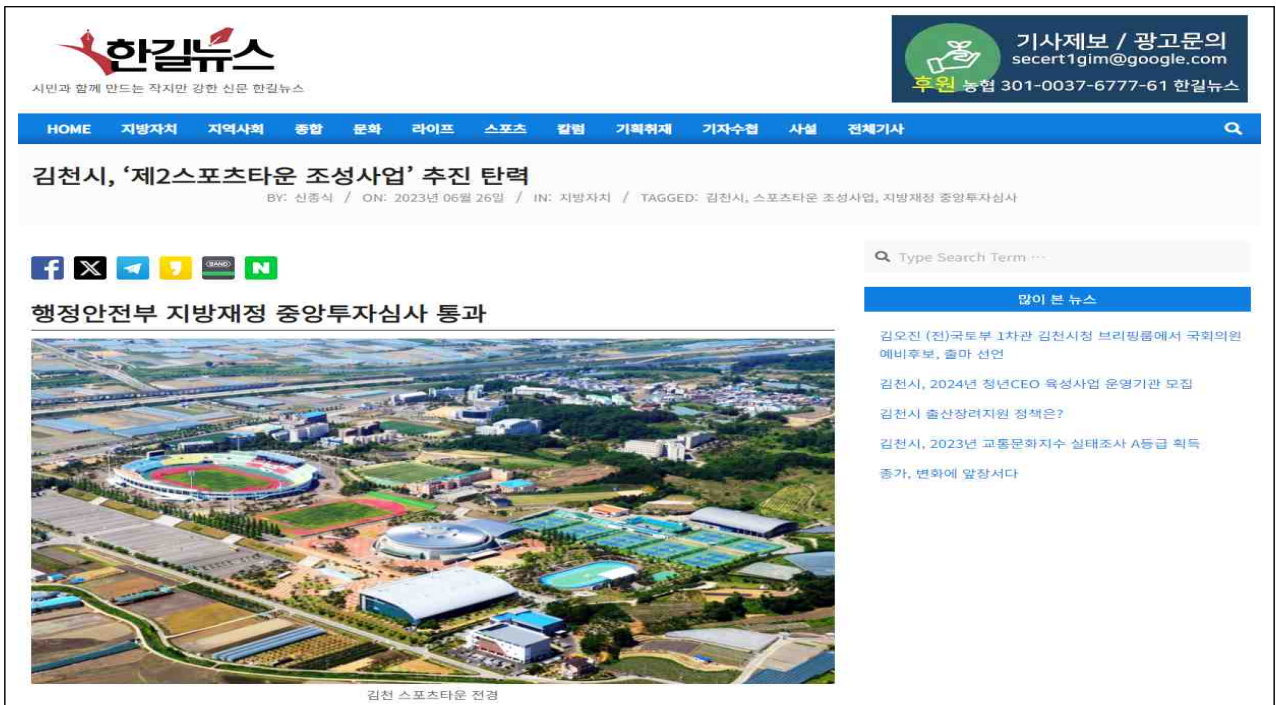 한길뉴스
시민과 함께 만드는 작지만 강한 신문 한길뉴스
기사제보 / 광고문의
secert1gim@google.com
후원 농협 301-0037-6777-61 한길뉴스
HOME 지방자치 지역사회 종합 문화 라이프 스포츠 칼럼 기획취재 기자수첩 사설 전체기사
김천시, ‘제2스포츠타운 조성사업’ 추진 탄력
BY: 신종식 / ON: 2023년 06월 26일 / IN: 지방자치 / TAGGED: 김천시, 스포츠타운 조성사업, 지방재정 중앙투자심사
BAND
행정안전부 지방재정 중앙투자심사 통과
김천 스포츠타운 전경
Type Search Term ...
많이 본 뉴스
김오진 (전)국토부 1차관 김천시청 브리핑룸에서 국회의원
예비후보, 출마 선언
김천시, 2024년 청년CEO 육성사업 운영기관 모집
김천시 출산장려지원 정책은?
김천시, 2023년 교통문화지수 실태조사 A등급 획득
종가, 변화에 앞장서다